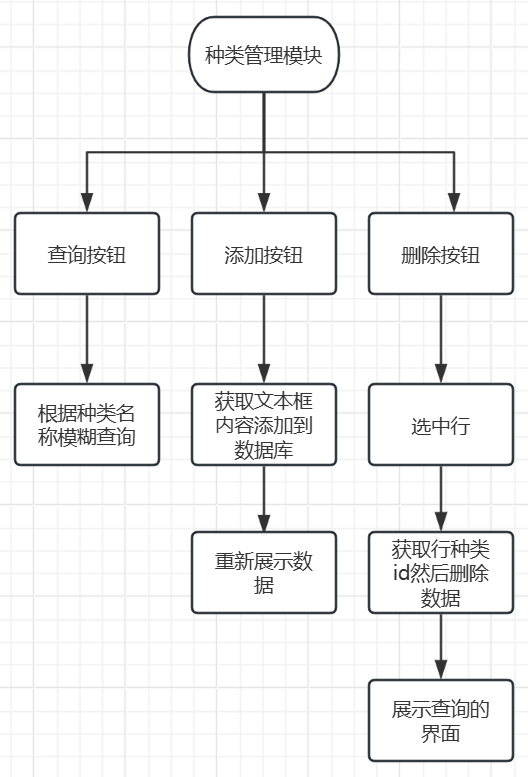 种类管理模块
查询按钮
添加按钮
删除按钮
根据种类名
称模糊查询
获取文本框
内容添加到
数据库
选中行
重新展示数
据
获取行种类
id然后删除
数据
展示查询的
界面